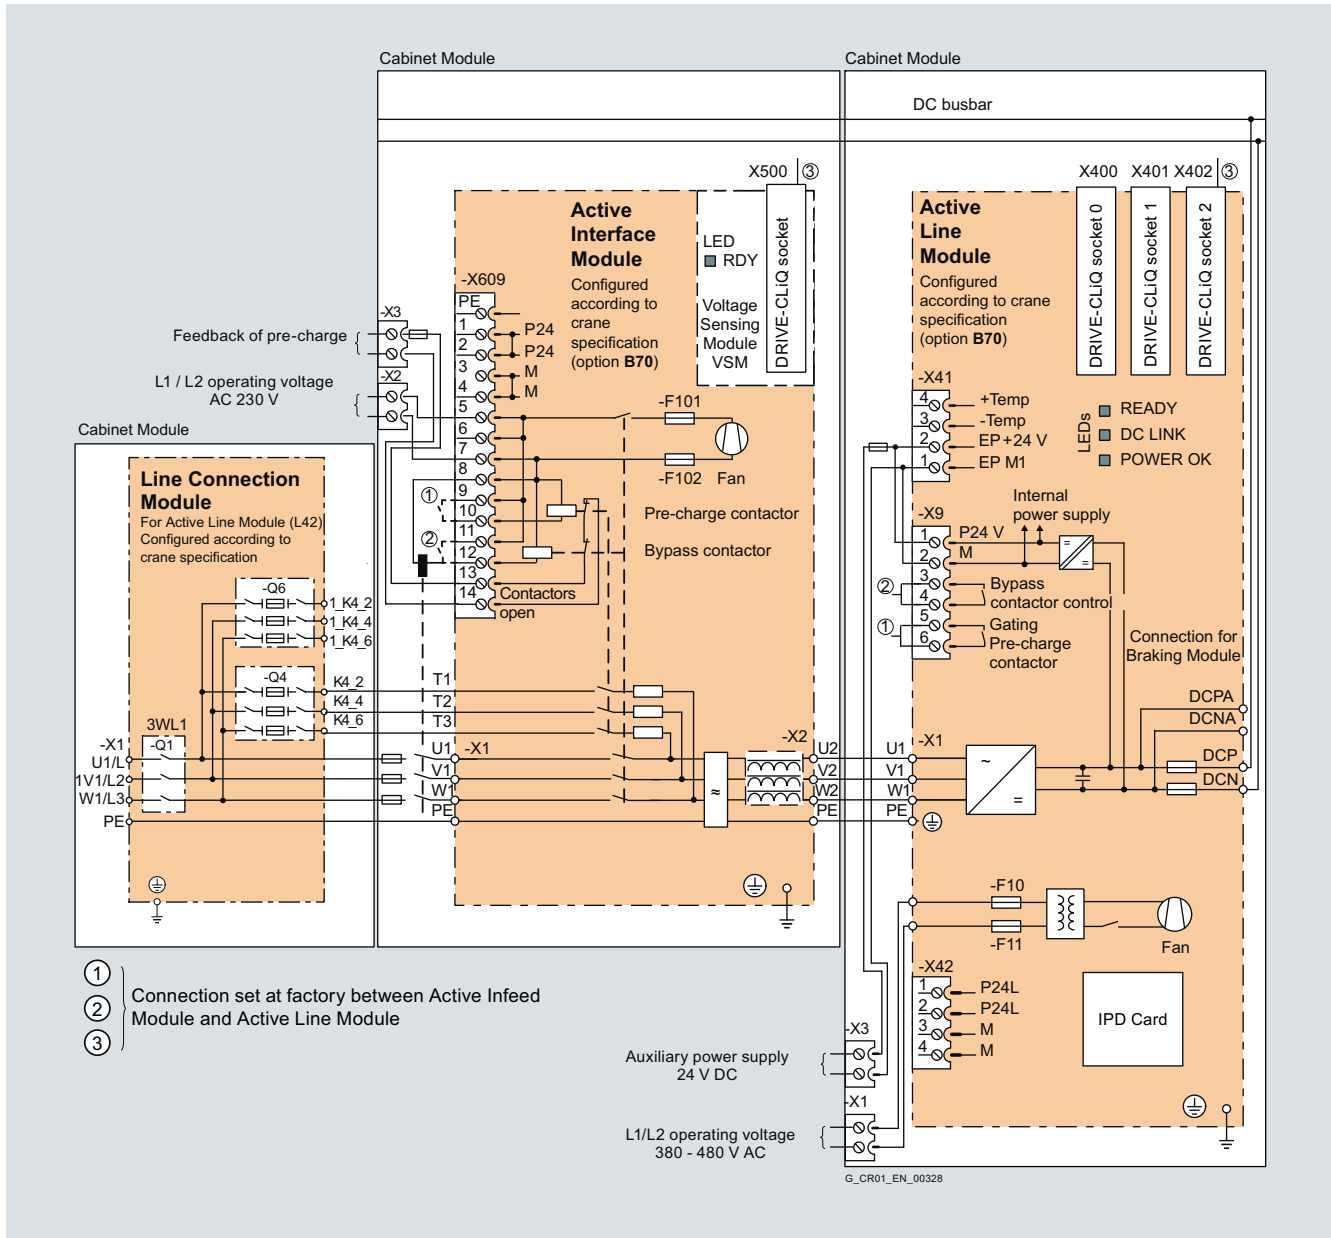 Cabinet Module
Cabinet Module
DC busbar
X500
3
X400
X401
X402
3
Active
Interface
Module
Configured
according to
crane
specification
(option B70)
LED
RDY
Voltage
Sensing
Module
VSM
DRIVE-CLiQ socket
Active
Line
Module
Configured
according to crane
specification
(option B70)
DRIVE-CLiQ socket 0
DRIVE-CLiQ socket 1
DRIVE-CLiQ socket 2
-X609
PE
1
P24
2
P24
3
M
4
M
5
6
7
8
9
10
11
12
13
14
-X3
Feedback of pre-charge
-X2
L1 / L2 operating voltage
AC 230 V
-F101
-F102
Fan
1
2
Pre-charge contactor
Bypass contactor
Contactors
open
-X41
4
+Temp
3
-Temp
2
EP +24 V
1
EP M1
LEDs
READY
DC LINK
POWER OK
Internal
power supply
-X9
1
P24 V
2
M
3
4
5
6
2
Bypass
contactor control
1
Gating
Pre-charge
contactor
Connection for
Braking Module
DCPA
DCNA
DCP
DCN
Cabinet Module
Line Connection
Module
For Active Line Module (L42)
Configured according to
crane specification
-Q6
1_K4_2
1_K4_4
1_K4_6
-Q4
K4_2
K4_4
K4_6
T1
T2
T3
3WL1
-X1
-Q1
U1/L
1V1/L2
W1/L3
PE
U1
-X1
V1
W1
PE
≈
-X2
U2
V2
W2
PE
U1
-X1
V1
W1
PE
~
=
=
=
-F10
-F11
Fan
-X42
1
P24L
2
P24L
3
M
4
M
IPD Card
1
2
3
Connection set at factory between Active Infeed
Module and Active Line Module
-X3
Auxiliary power supply
24 V DC
-X1
L1/L2 operating voltage
380 - 480 V AC
G_CR01_EN_00328